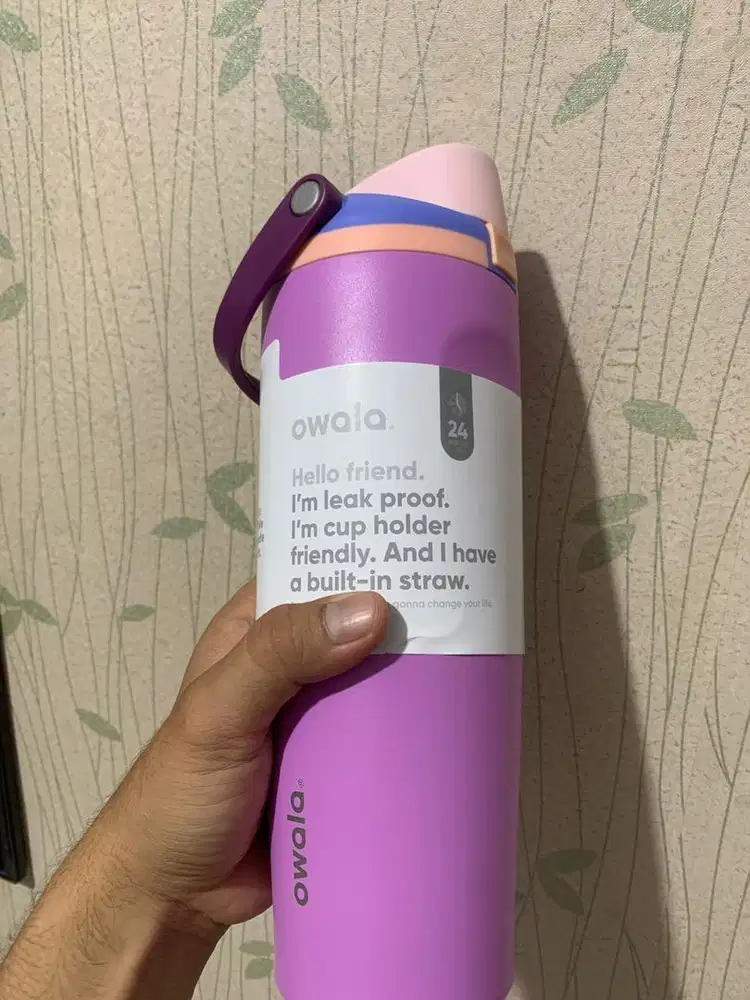 owala
24
Hello friend.
I'm leak proof.
I'm cup holder
friendly. And I have
a built-in straw.
gonna change your life.
owala